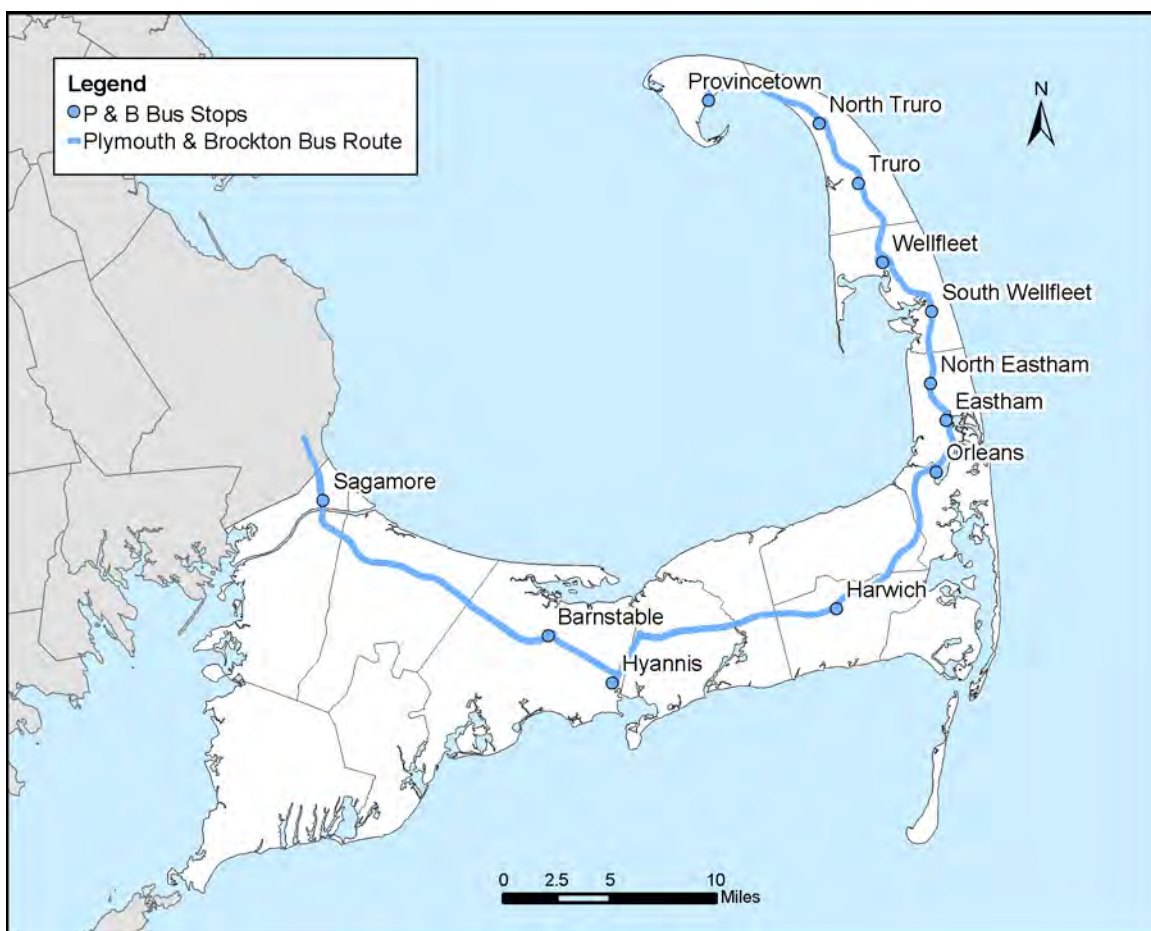 Legend
P & B Bus Stops
Plymouth & Brockton Bus Route
N
Provincetown
North Truro
Truro
Wellfleet
South Wellfleet
North Eastham
Eastham
Orleans
Sagamore
Harwich
Barnstable
Hyannis
0 2.5 5 10
Miles